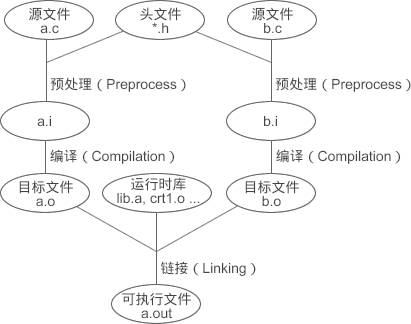 源文件
a.c
头文件
*.h
源文件
b.c
预处理（Preprocess）
预处理（Preprocess）
a.i
b.i
编译（Compilation）
编译（Compilation）
目标文件
a.o
运行时库
lib.a, crt1.o ...
目标文件
b.o
链接（Linking）
可执行文件
a.out